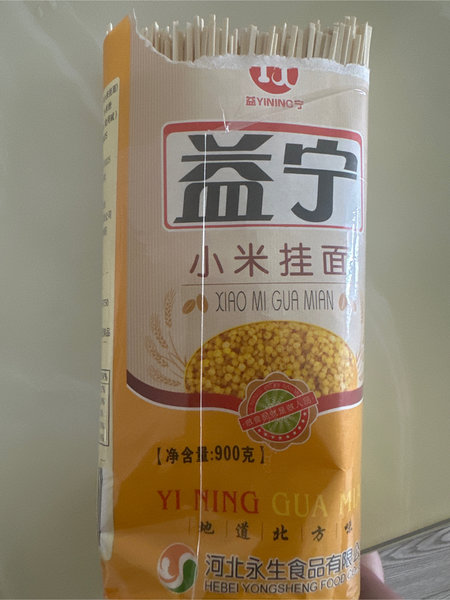 益YINING宁
益宁
小米挂面
XIAO MI GUA MIAN
【净含量:900克】
YI NING GUA MI
地道北方味
河北永生食品有限公
HEBEI YONGSHENG FOOD